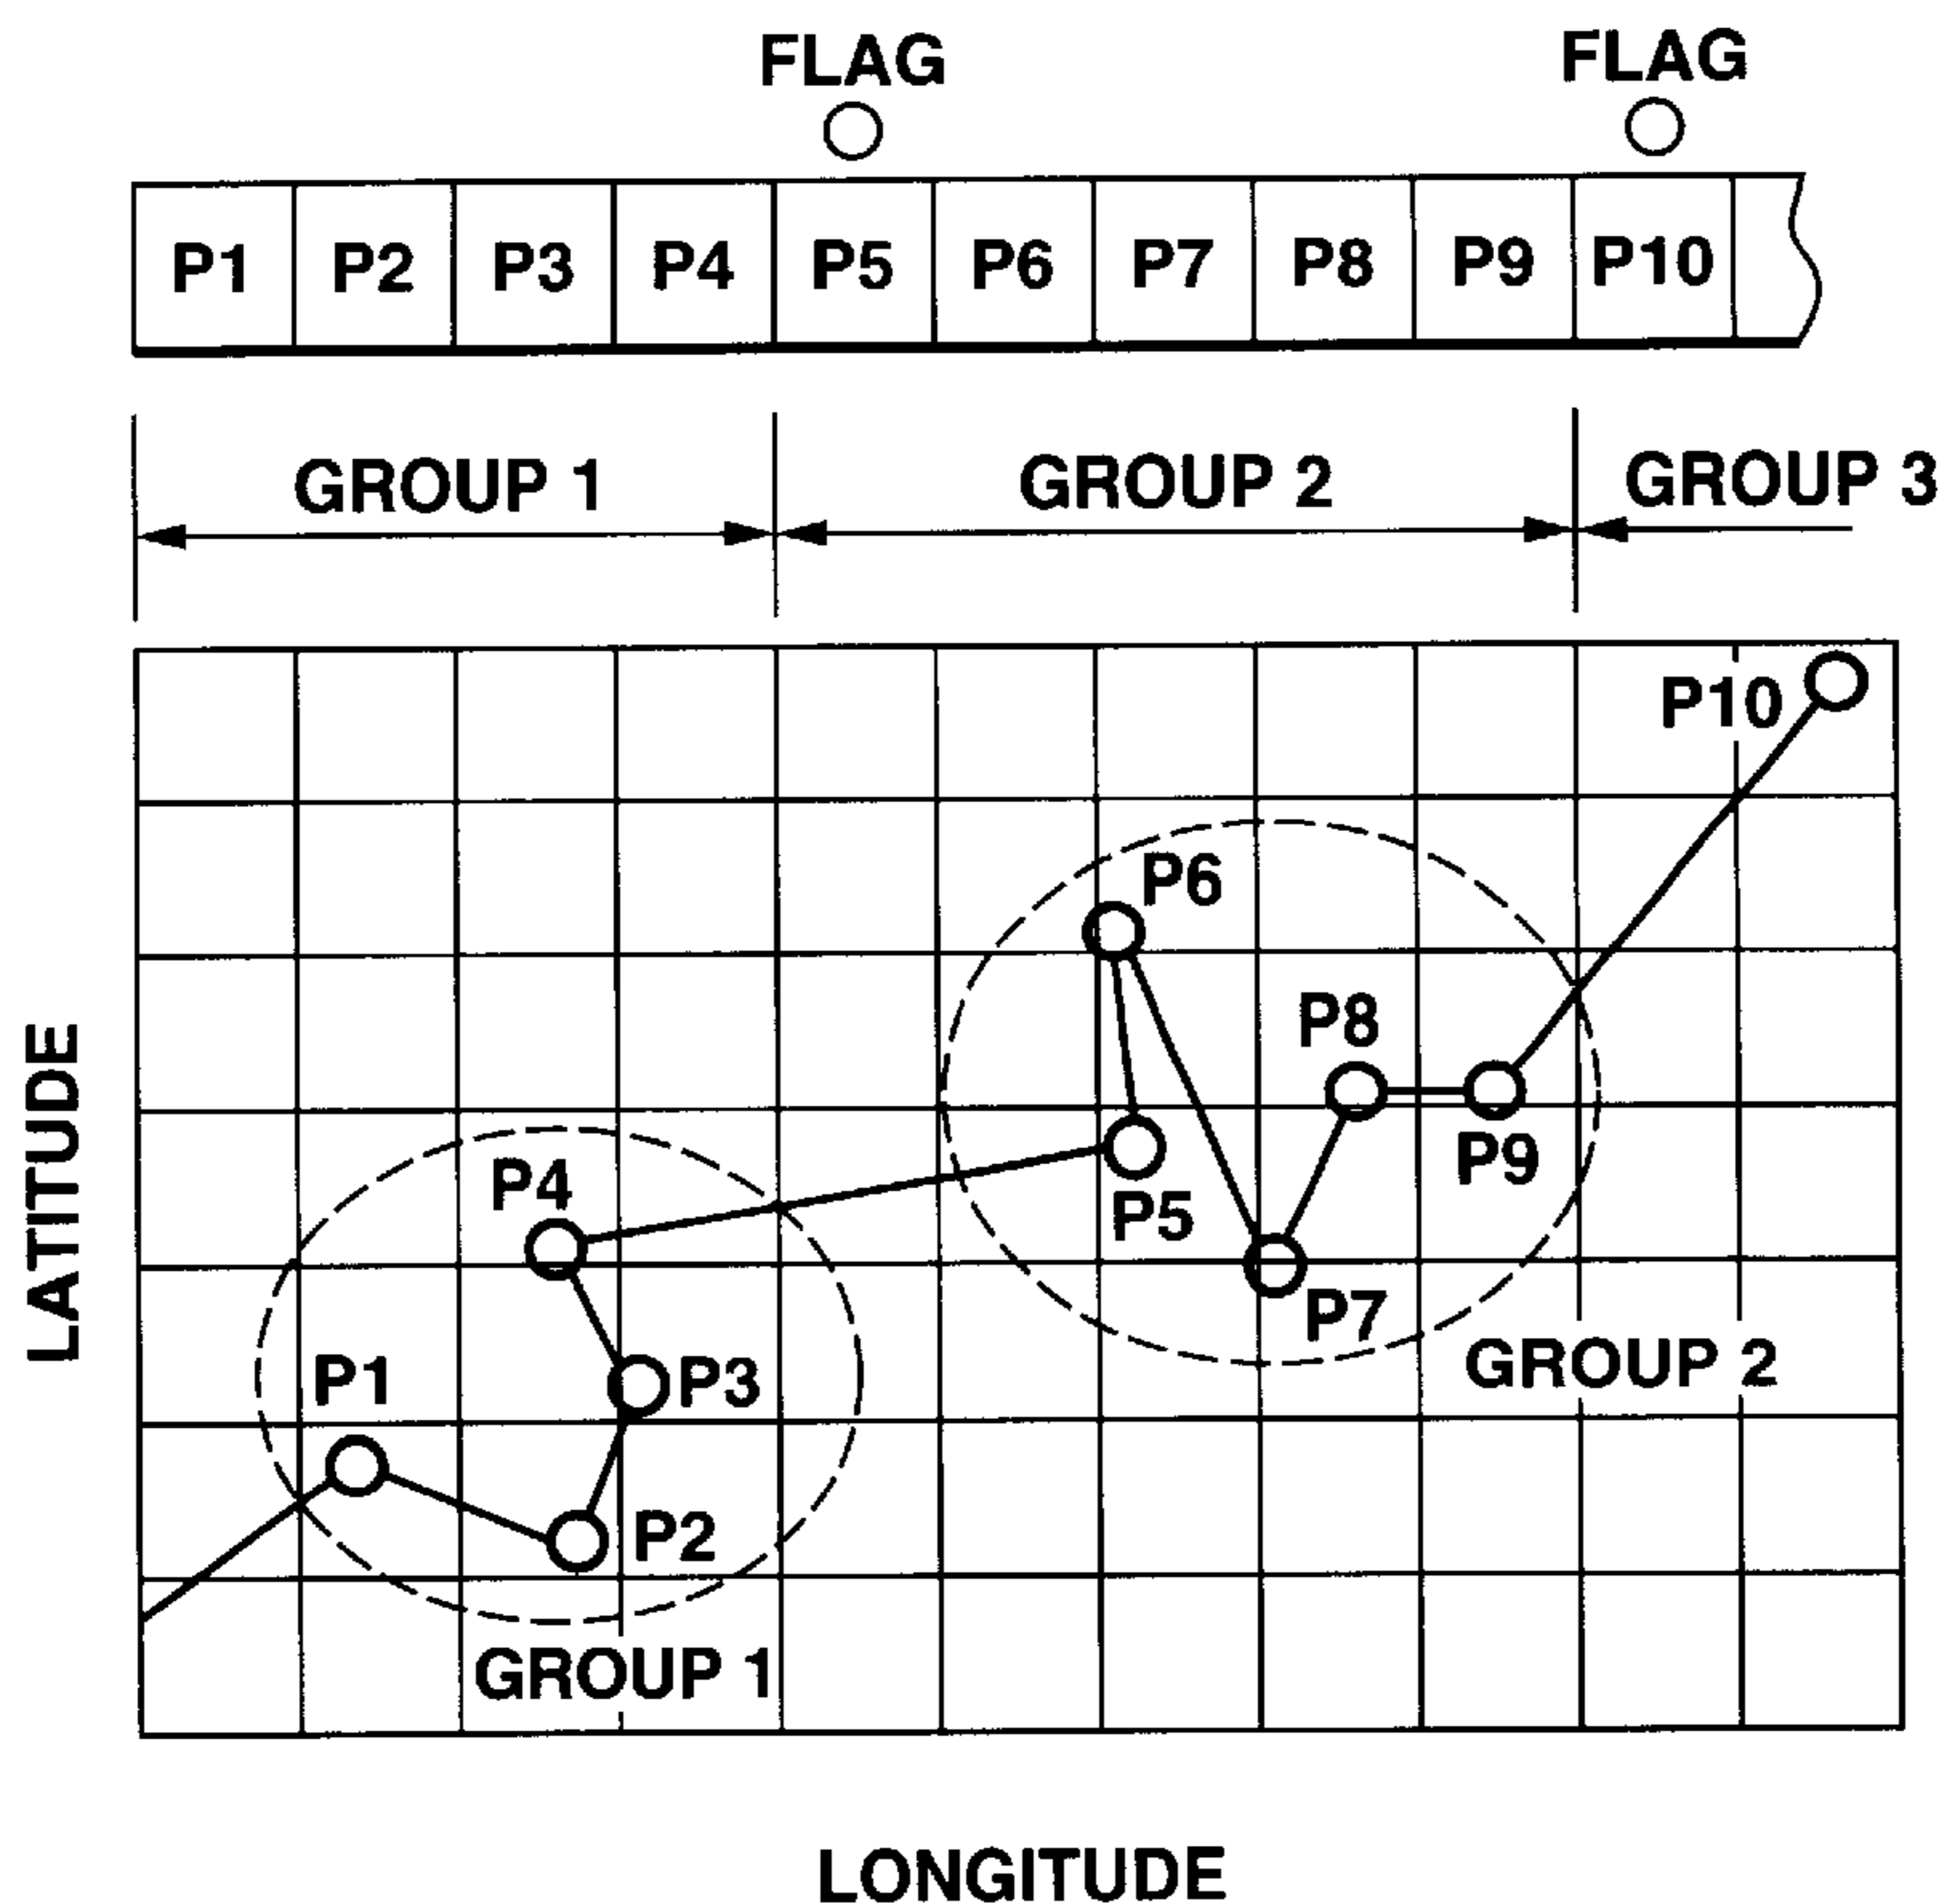 FLAG FLAG
P1 P2 P3 P4 P5 P6 P7 P8 P9 P10
GROUP 1 GROUP 2 GROUP 3
P10
P6
P8
P9
P4
P5
P7
GROUP 2
P1
P3
P2
GROUP 1
LATITUDE
LONGITUDE